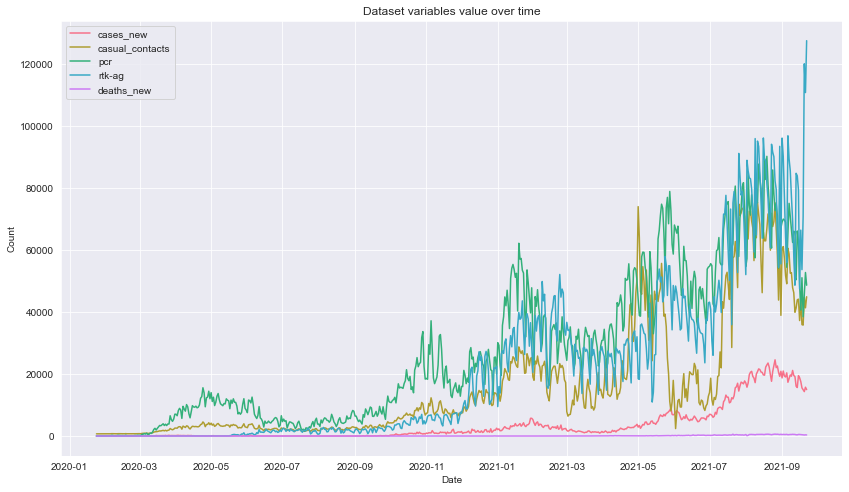 Dataset variables value over time
cases_new
casual_contacts
pcr
rtk-ag
deaths_new
120000
100000
80000
60000
40000
20000
0
Count
2020-01 2020-03 2020-05 2020-07 2020-09 2020-11 2021-01 2021-03 2021-05 2021-07 2021-09
Date